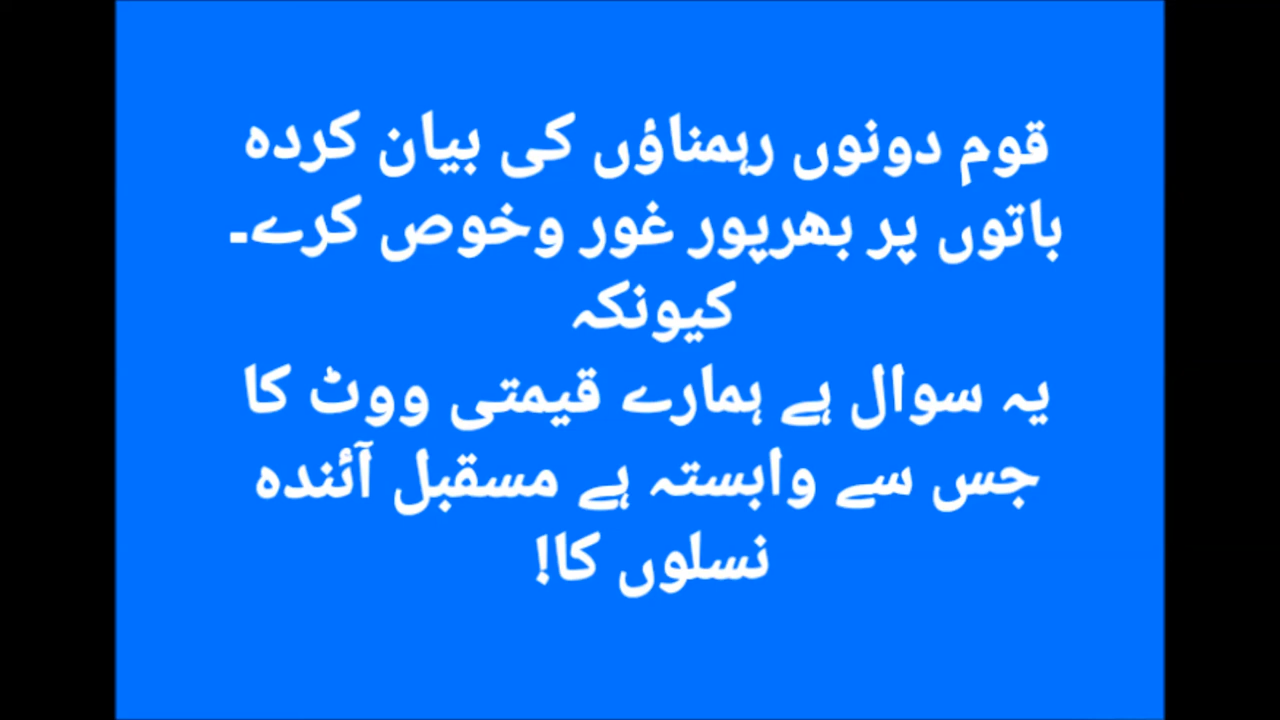 قوم دونوں رہمناؤں کی بیان کردہ
باتوں پر بھرپور غور وخوص کرے۔
کیونکہ
یہ سوال ہے ہمارے قیمتی ووٹ کا
جس سے وابستہ ہے مسقبل آئندہ
نسلوں کا!